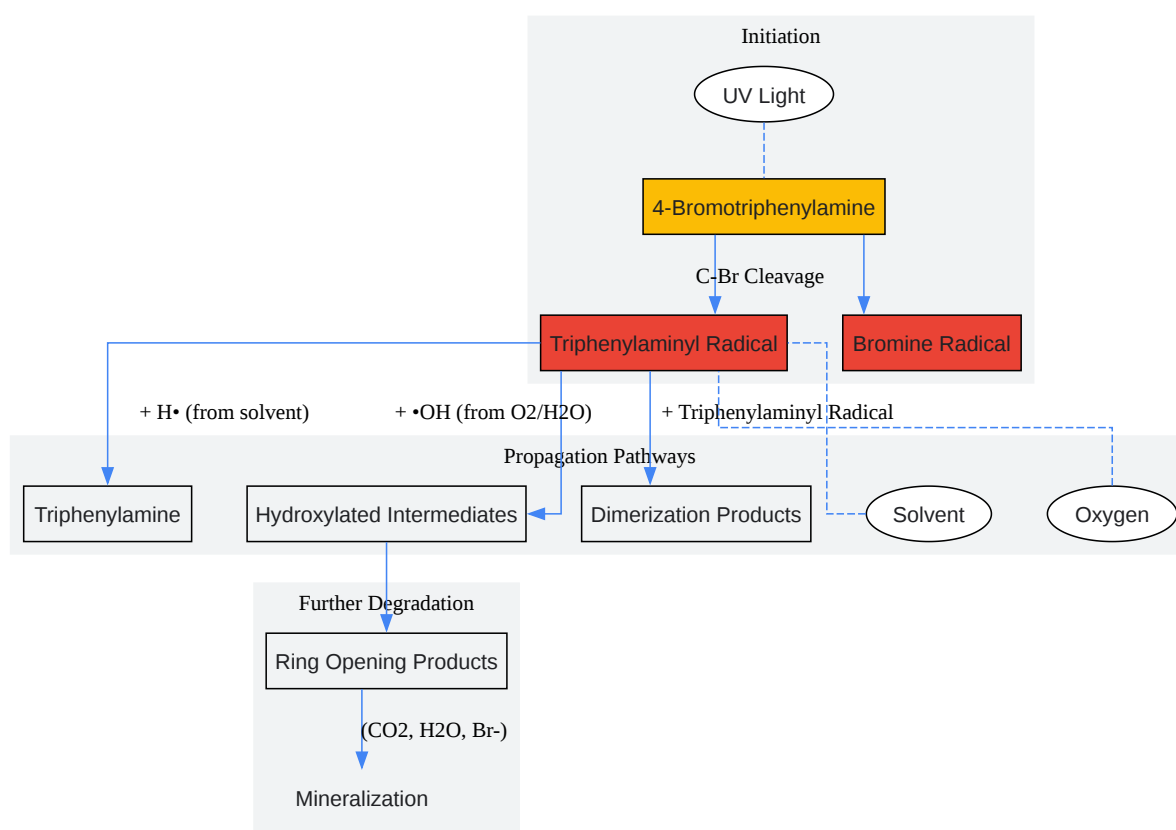 Initiation
UV Light
4-Bromotriphenylamine
C-Br Cleavage
Triphenylaminyl Radical
Bromine Radical
+ H• (from solvent)
+ •OH (from O2/H2O)
+ Triphenylaminyl Radical
Propagation Pathways
Triphenylamine
Hydroxylated Intermediates
Dimerization Products
Solvent
Oxygen
Further Degradation
Ring Opening Products
(CO2, H2O, Br-)
Mineralization